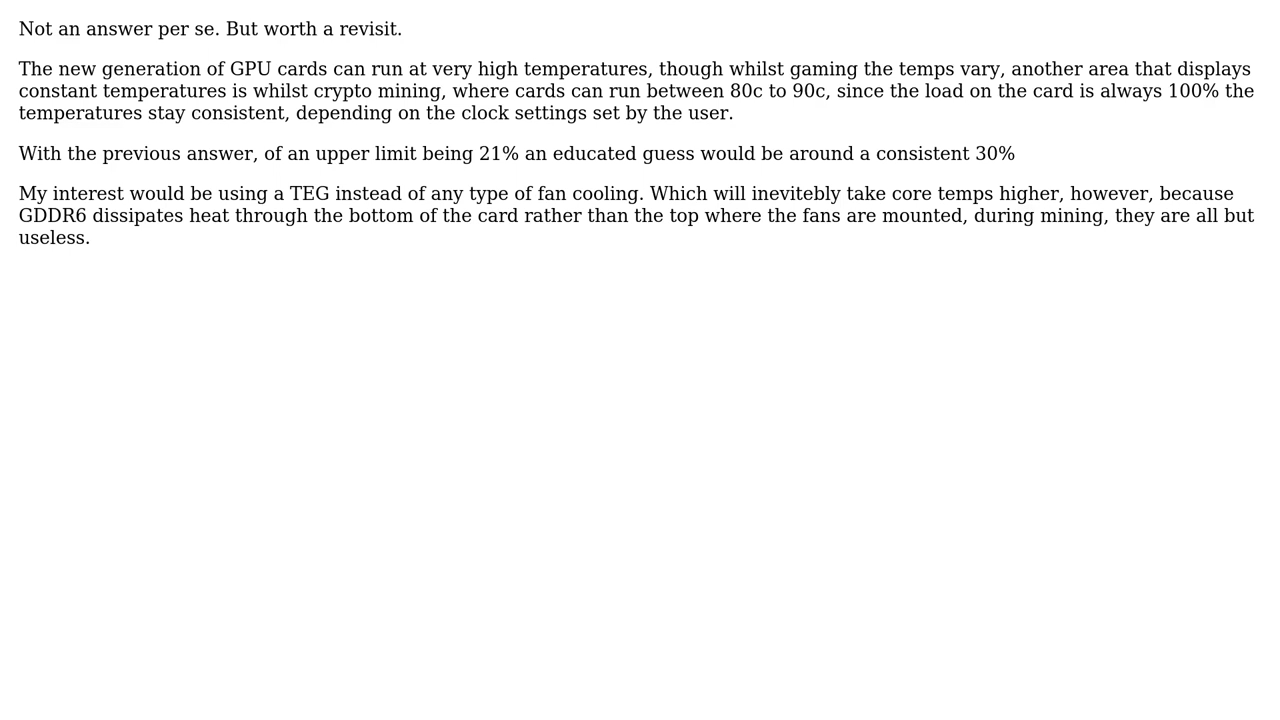 Not an answer per se. But worth a revisit.
The new generation of GPU cards can run at very high temperatures, though whilst gaming the temps vary, another area that displays
constant temperatures is whilst crypto mining, where cards can run between 80c to 90c, since the load on the card is always 100% the
temperatures stay consistent, depending on the clock settings set by the user.
With the previous answer, of an upper limit being 21% an educated guess would be around a consistent 30%
My interest would be using a TEG instead of any type of fan cooling. Which will inevitebly take core temps higher, however, because
GDDR6 dissipates heat through the bottom of the card rather than the top where the fans are mounted, during mining, they are all but
useless.